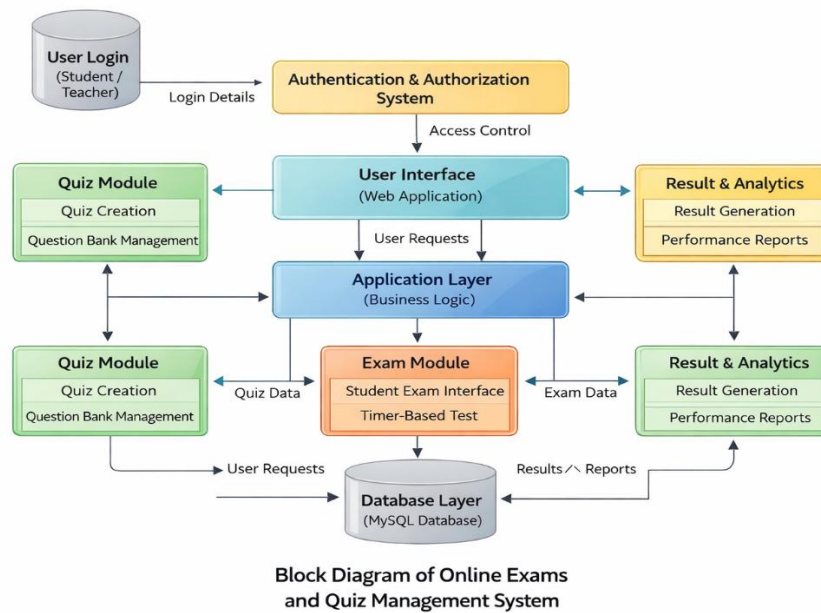 User Login
(Student /
Teacher)
Login Details
Authentication & Authorization
System
Access Control
Quiz Module
Quiz Creation
Question Bank Management
User Interface
(Web Application)
Result & Analytics
Result Generation
Performance Reports
User Requests
Application Layer
(Business Logic)
Quiz Module
Quiz Creation
Question Bank Management
Quiz Data
Exam Module
Student Exam Interface
Timer-Based Test
Exam Data
Result & Analytics
Result Generation
Performance Reports
User Requests
Results / Reports
Database Layer
(MySQL Database)
Block Diagram of Online Exams
and Quiz Management System